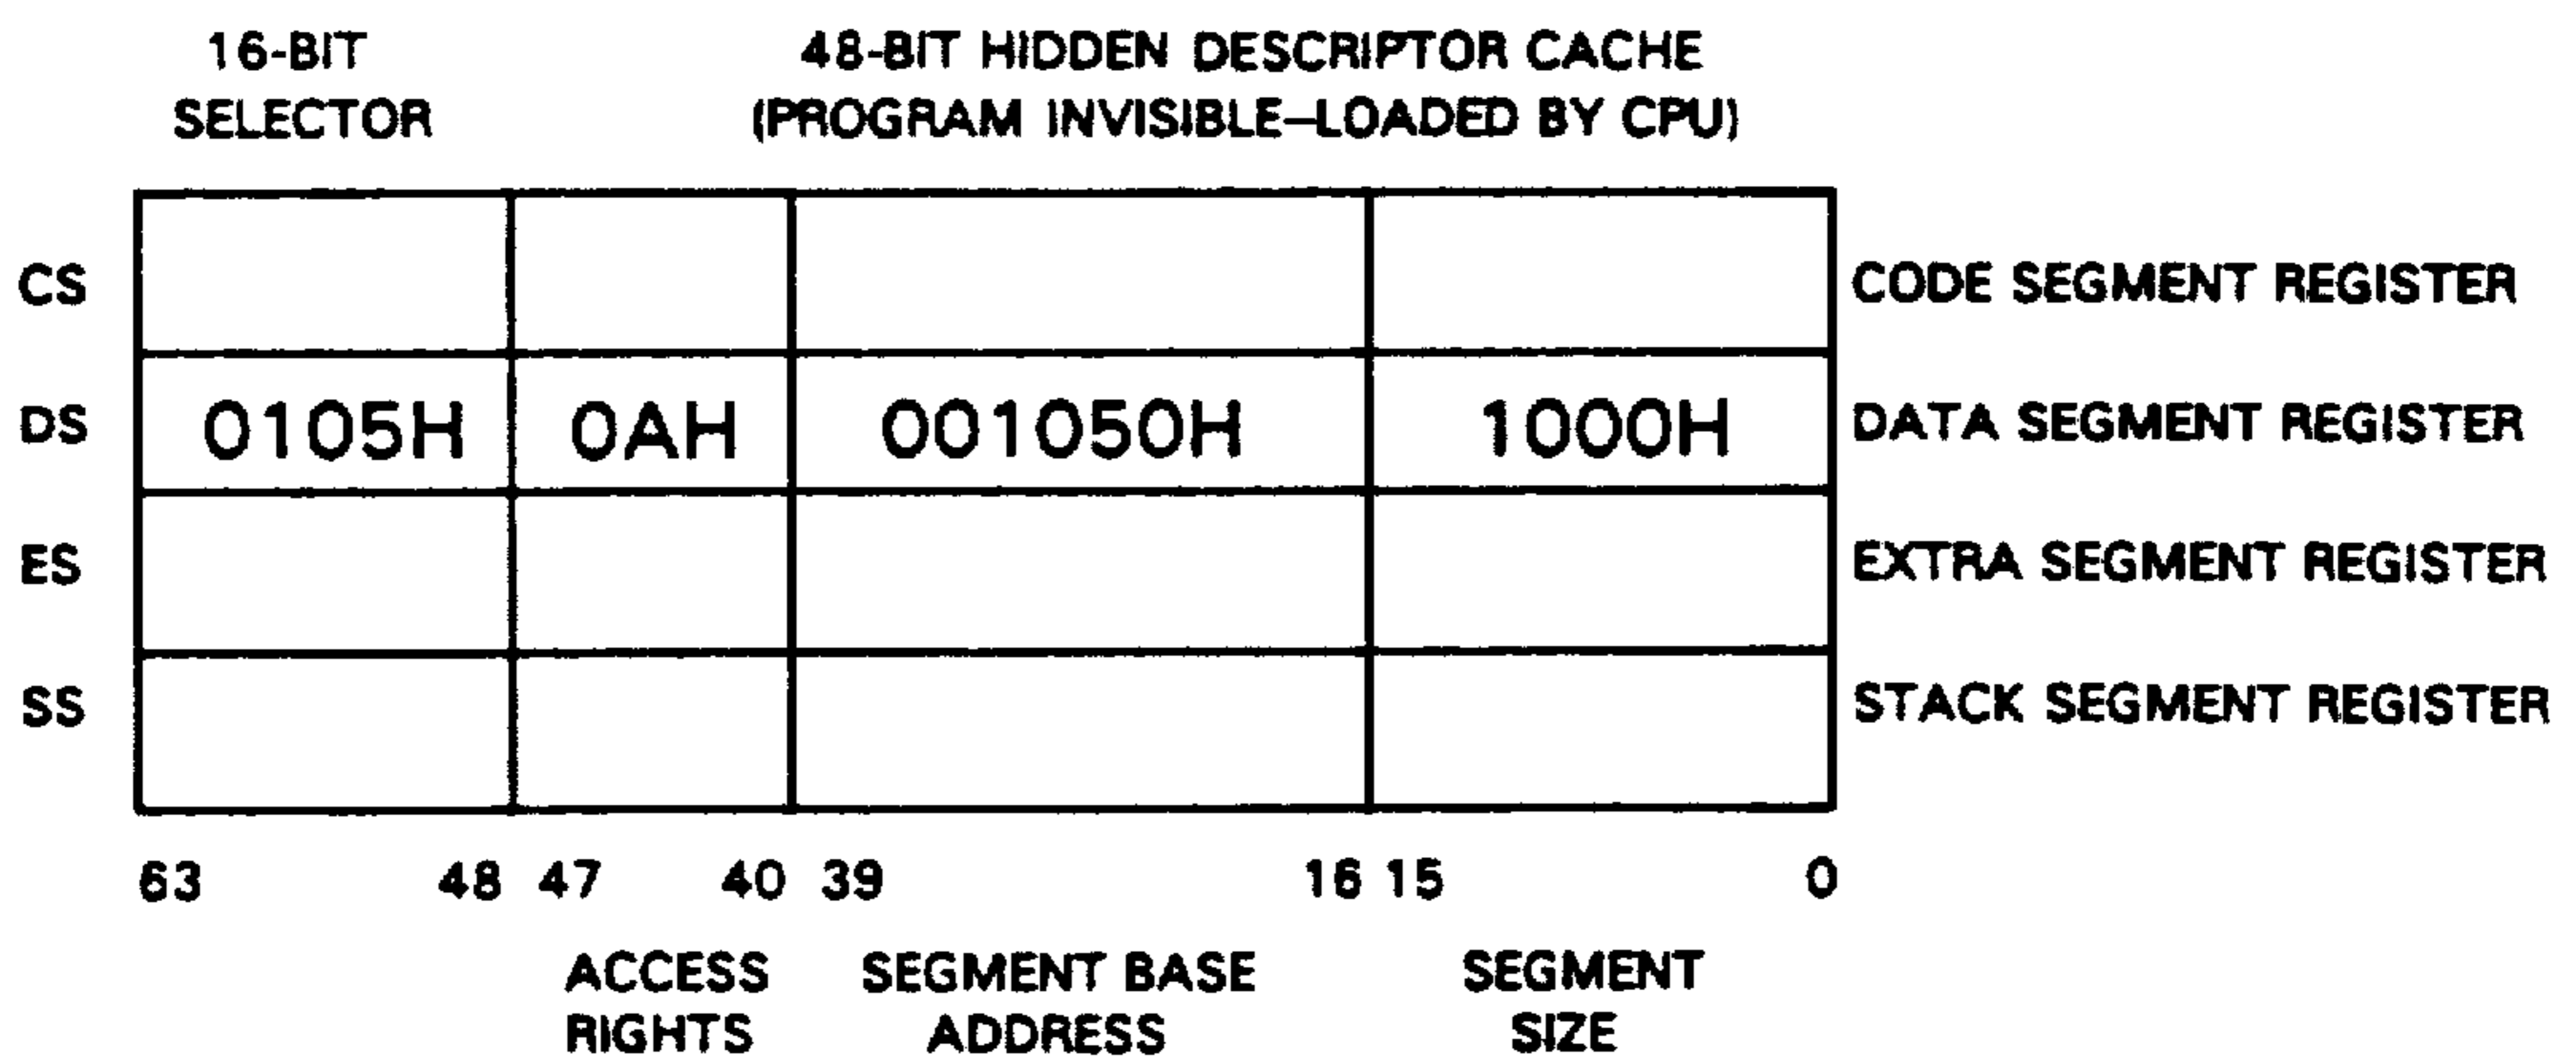 16-BIT 48-BIT HIDDEN DESCRIPTOR CACHE
SELECTOR (PROGRAM INVISIBLE—LOADED BY CPU)
CS CODE SEGMENT REGISTER
DS 0105H 0AH 001050H 1000H DATA SEGMENT REGISTER
ES EXTRA SEGMENT REGISTER
SS STACK SEGMENT REGISTER
63 48 47 40 39 16 15 0
ACCESS SEGMENT BASE SEGMENT
RIGHTS ADDRESS SIZE